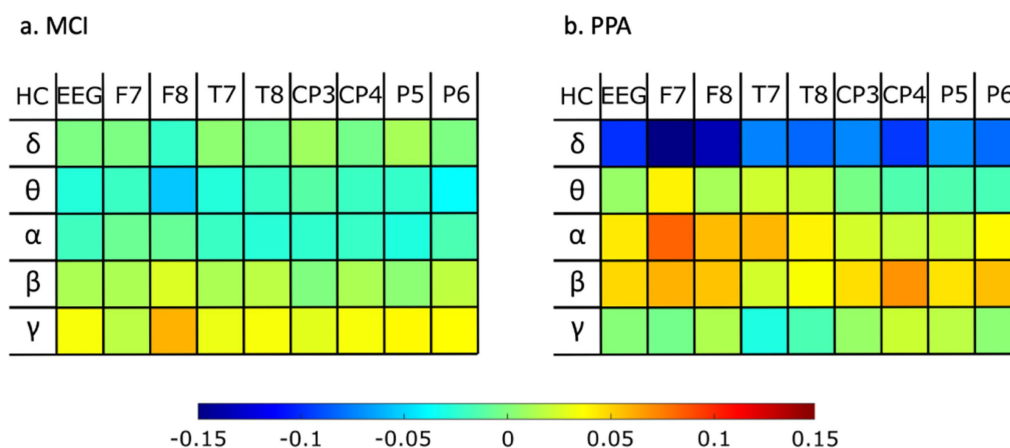 a. MCI
HC EEG F7 F8 T7 T8 CP3 CP4 P5 P6
δ
θ
α
β
γ
b. PPA
HC EEG F7 F8 T7 T8 CP3 CP4 P5 P6
δ
θ
α
β
γ
-0.15 -0.1 -0.05 0 0.05 0.1 0.15